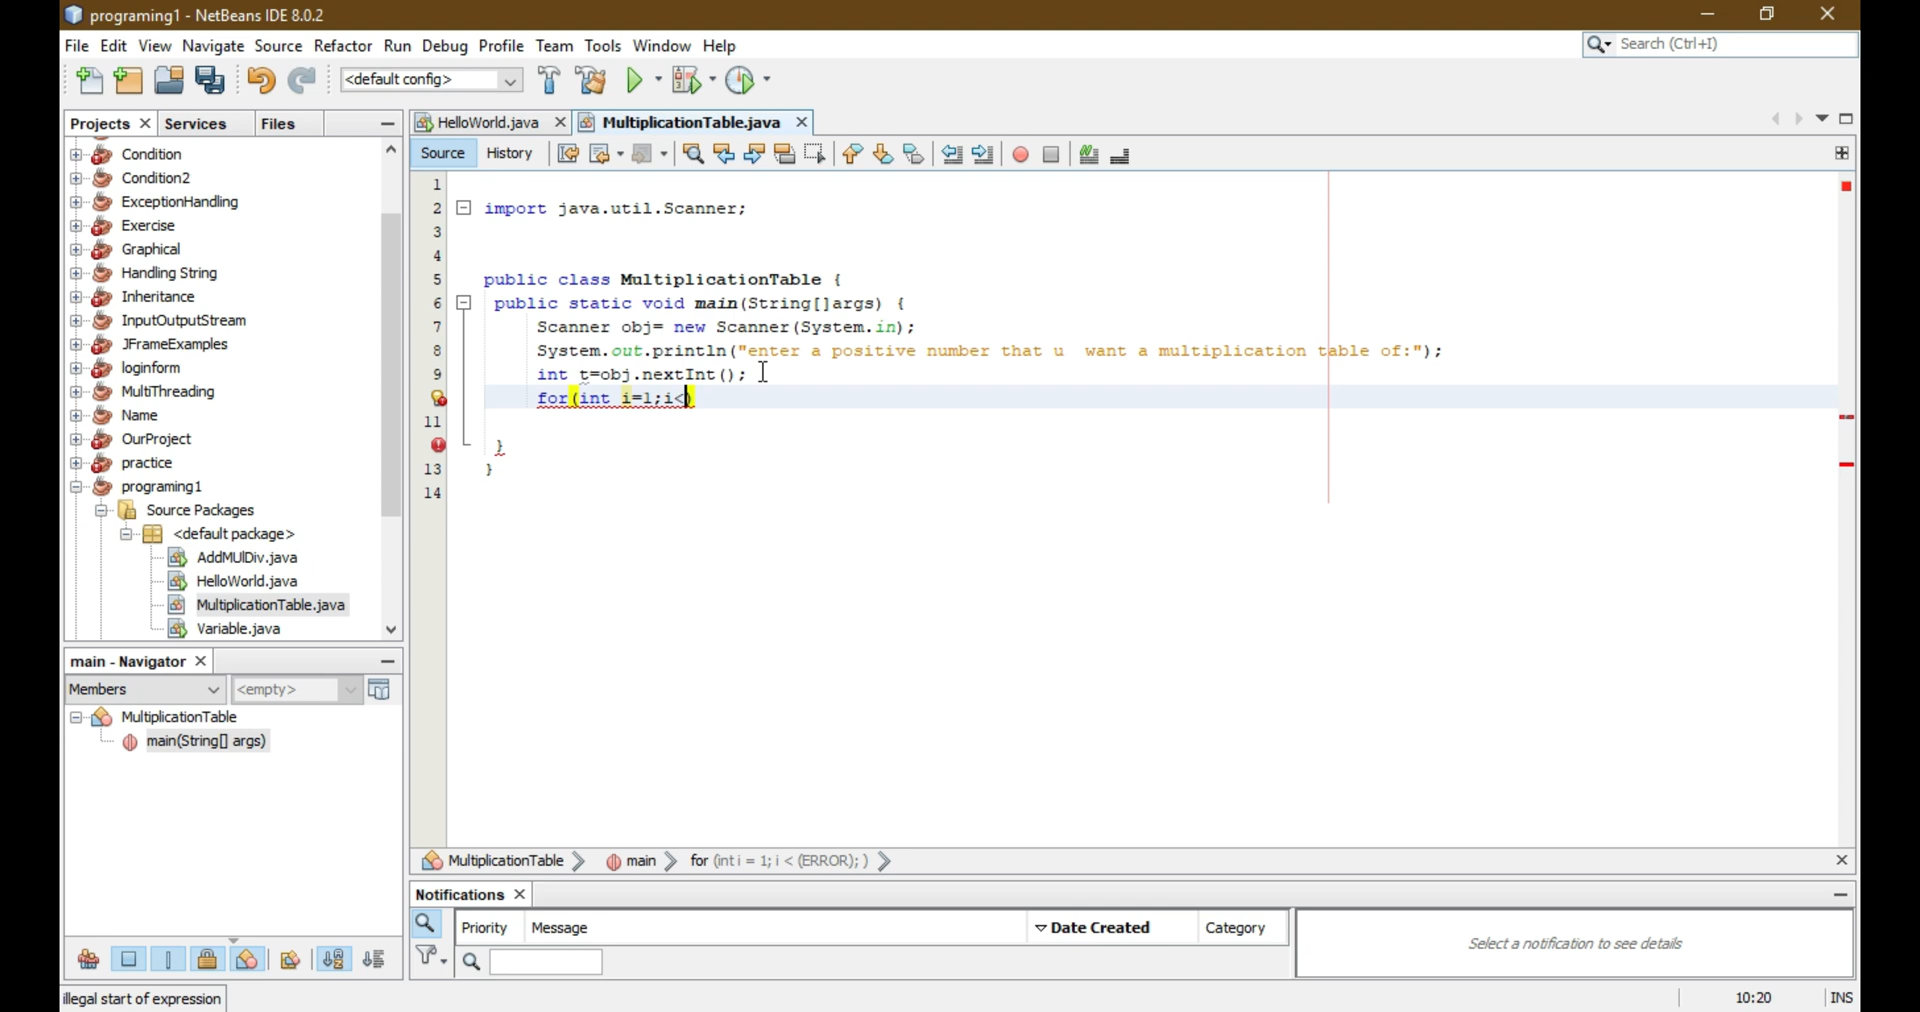 programing1 - NetBeans IDE 8.0.2
File Edit View Navigate Source Refactor Run Debug Profile Team Tools Window Help
Search (Ctrl+I)
<default config>
Projects Services Files
HelloWorld.java MultiplicationTable.java
Source History
Condition
Condition2
ExceptionHandling
Exercise
Graphical
Handling String
Inheritance
InputOutputStream
JFrameExamples
loginform
MultiThreading
Name
OurProject
practice
programing1
Source Packages
<default package>
AddMUlDiv.java
HelloWorld.java
MultiplicationTable.java
Variable.java
1
2 import java.util.Scanner;
3
4
5 public class MultiplicationTable {
6 public static void main(String[]args) {
7 Scanner obj= new Scanner(System.in);
8 System.out.println("enter a positive number that u  want a multiplication table of:");
9 int t=obj.nextInt();
for(int i=1;i<)
11
}
13 }
14
main - Navigator
Members <empty>
MultiplicationTable
main(String[] args)
MultiplicationTable main for (int i = 1; i < (ERROR); )
Notifications
Priority Message Date Created Category
Select a notification to see details
illegal start of expression
10:20 INS